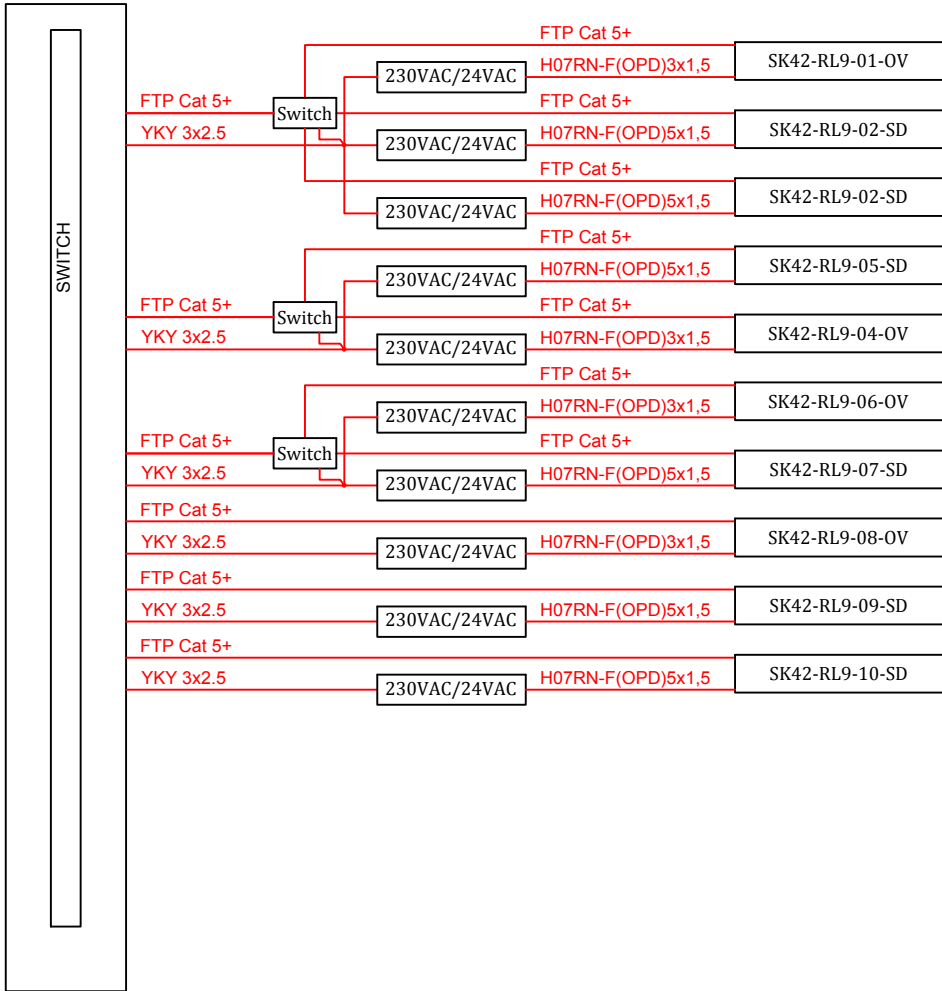 SWITCH
FTP Cat 5+
SK42-RL9-01-OV
230VAC/24VAC H07RN-F(OPD)3x1,5
FTP Cat 5+ Switch FTP Cat 5+
SK42-RL9-02-SD
YKY 3x2.5 230VAC/24VAC H07RN-F(OPD)5x1,5
FTP Cat 5+
SK42-RL9-02-SD
230VAC/24VAC H07RN-F(OPD)5x1,5
FTP Cat 5+
SK42-RL9-05-SD
230VAC/24VAC H07RN-F(OPD)5x1,5
FTP Cat 5+ Switch FTP Cat 5+
SK42-RL9-04-OV
YKY 3x2.5 230VAC/24VAC H07RN-F(OPD)3x1,5
FTP Cat 5+
SK42-RL9-06-OV
230VAC/24VAC H07RN-F(OPD)3x1,5
FTP Cat 5+ Switch FTP Cat 5+
SK42-RL9-07-SD
YKY 3x2.5 230VAC/24VAC H07RN-F(OPD)5x1,5
FTP Cat 5+
SK42-RL9-08-OV
YKY 3x2.5 230VAC/24VAC H07RN-F(OPD)3x1,5
FTP Cat 5+
SK42-RL9-09-SD
YKY 3x2.5 230VAC/24VAC H07RN-F(OPD)5x1,5
FTP Cat 5+
SK42-RL9-10-SD
YKY 3x2.5 230VAC/24VAC H07RN-F(OPD)5x1,5